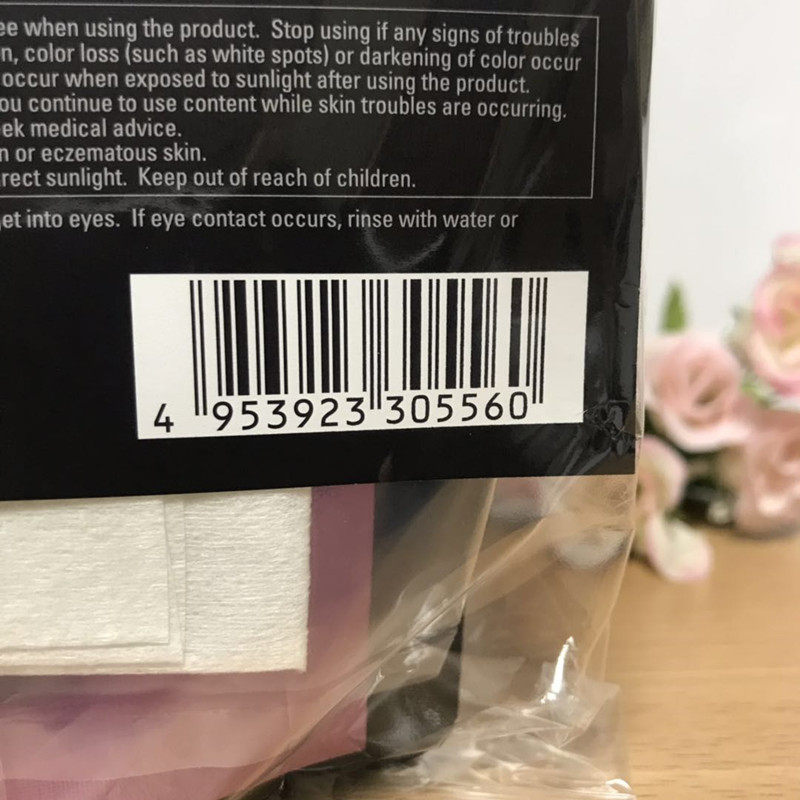 ee when using the product. Stop using if any signs of troubles
n, color loss (such as white spots) or darkening of color occur
occur when exposed to sunlight after using the product.
ou continue to use content while skin troubles are occurring.
ek medical advice.
n or eczematous skin.
rect sunlight. Keep out of reach of children.
et into eyes. If eye contact occurs, rinse with water or
4 953923 305560